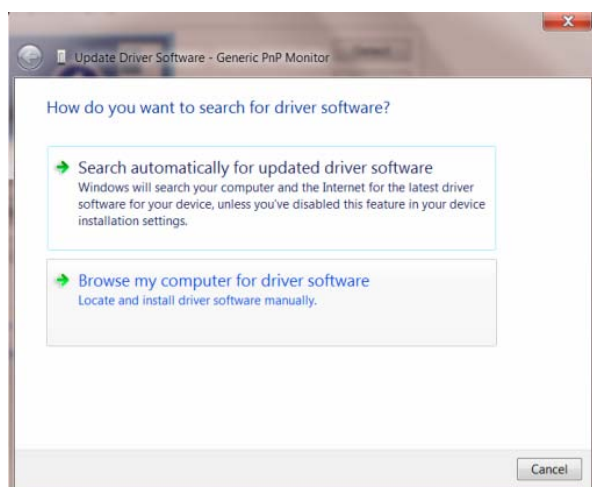 Update Driver Software - Generic PnP Monitor
How do you want to search for driver software?
Search automatically for updated driver software
Windows will search your computer and the Internet for the latest driver
software for your device, unless you've disabled this feature in your device
installation settings.
Browse my computer for driver software
Locate and install driver software manually.
Cancel